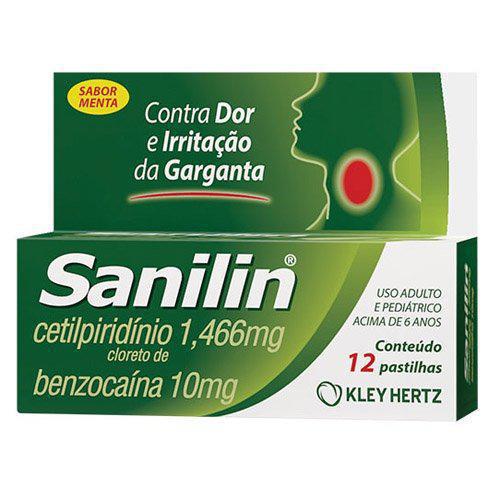 SABOR
MENTA
Contra Dor
e Irritação
da Garganta
Sanilin®
cetilpiridínio 1,466mg
cloreto de
benzocaína 10mg
USO ADULTO
E PEDIÁTRICO
ACIMA DE 6 ANOS
Conteúdo
12 pastilhas
KLEY HERTZ